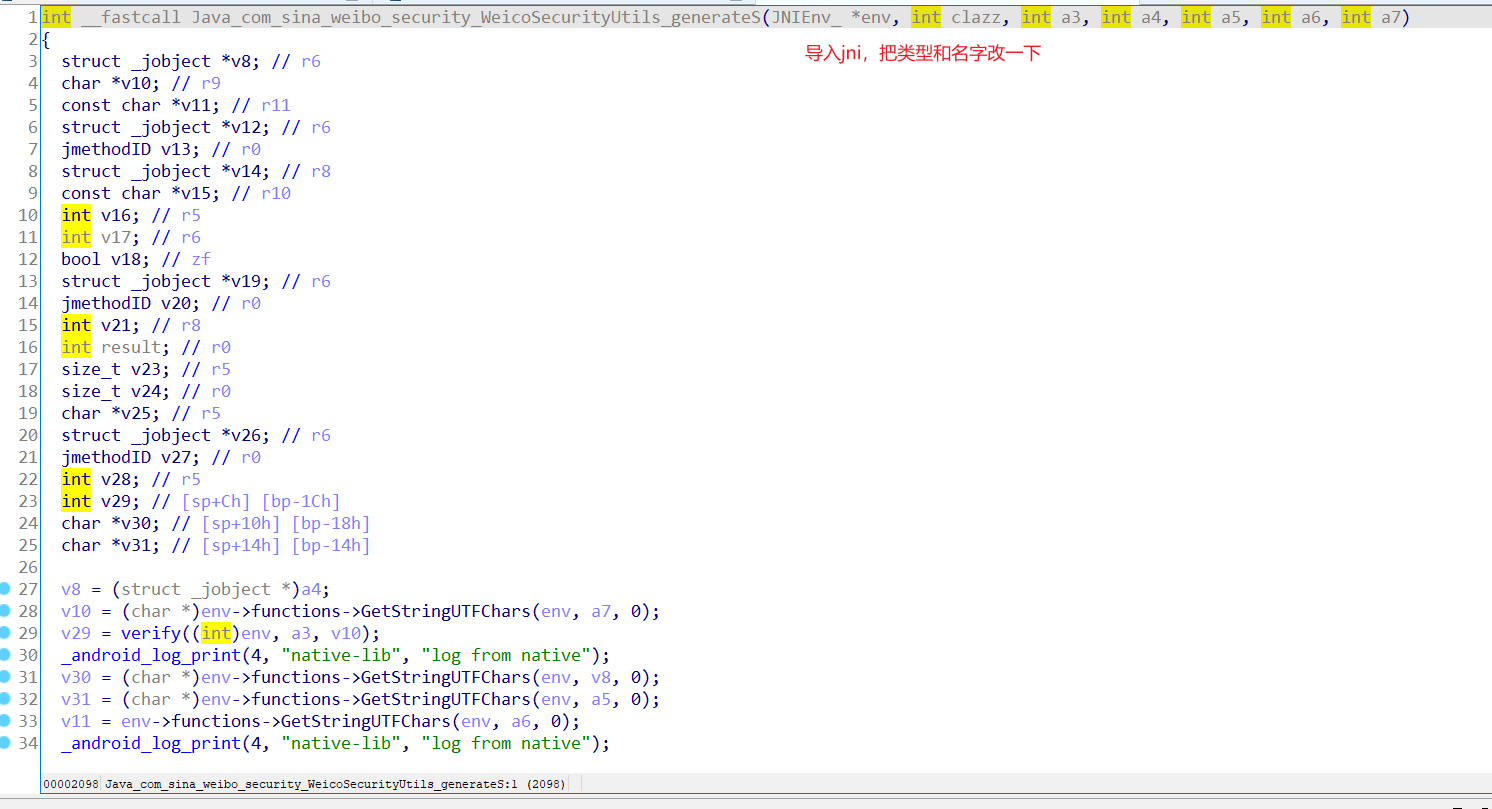 1 int __fastcall Java_com_sina_weibo_security_WeicoSecurityUtils_generateS(JNIEnv_ *env, int clazz, int a3, int a4, int a5, int a6, int a7)
2 {
导入jni，把类型和名字改一下
3 struct _jobject *v8; // r6
4 char *v10; // r9
5 const char *v11; // r11
6 struct _jobject *v12; // r6
7 jmethodID v13; // r0
8 struct _jobject *v14; // r8
9 const char *v15; // r10
10 int v16; // r5
11 int v17; // r6
12 bool v18; // zf
13 struct _jobject *v19; // r6
14 jmethodID v20; // r0
15 int v21; // r8
16 int result; // r0
17 size_t v23; // r5
18 size_t v24; // r0
19 char *v25; // r5
20 struct _jobject *v26; // r6
21 jmethodID v27; // r0
22 int v28; // r5
23 int v29; // [sp+Ch] [bp-1Ch]
24 char *v30; // [sp+10h] [bp-18h]
25 char *v31; // [sp+14h] [bp-14h]
26
27 v8 = (struct _jobject *)a4;
28 v10 = (char *)env->functions->GetStringUTFChars(env, a7, 0);
29 v29 = verify((int)env, a3, v10);
30 _android_log_print(4, "native-lib", "log from native");
31 v30 = (char *)env->functions->GetStringUTFChars(env, v8, 0);
32 v31 = (char *)env->functions->GetStringUTFChars(env, a5, 0);
33 v11 = env->functions->GetStringUTFChars(env, a6, 0);
34 _android_log_print(4, "native-lib", "log from native");
00002098 Java_com_sina_weibo_security_WeicoSecurityUtils_generateS:1 (2098)